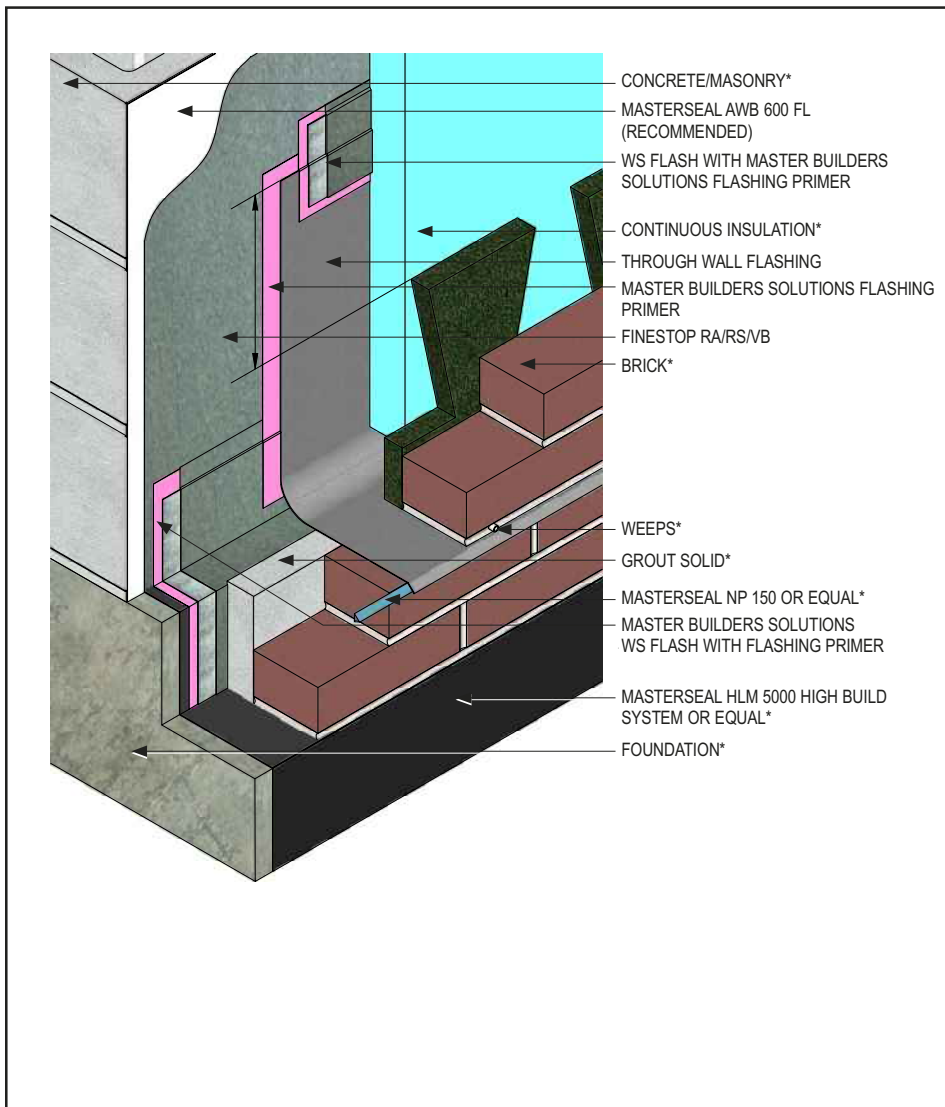 CONCRETE/MASONRY*
MASTERSEAL AWB 600 FL
(RECOMMENDED)
WS FLASH WITH MASTER BUILDERS
SOLUTIONS FLASHING PRIMER
CONTINUOUS INSULATION*
THROUGH WALL FLASHING
MASTER BUILDERS SOLUTIONS FLASHING
PRIMER
FINESTOP RA/RS/VB
BRICK*
WEEPS*
GROUT SOLID*
MASTERSEAL NP 150 OR EQUAL*
MASTER BUILDERS SOLUTIONS
WS FLASH WITH FLASHING PRIMER
MASTERSEAL HLM 5000 HIGH BUILD
SYSTEM OR EQUAL*
FOUNDATION*